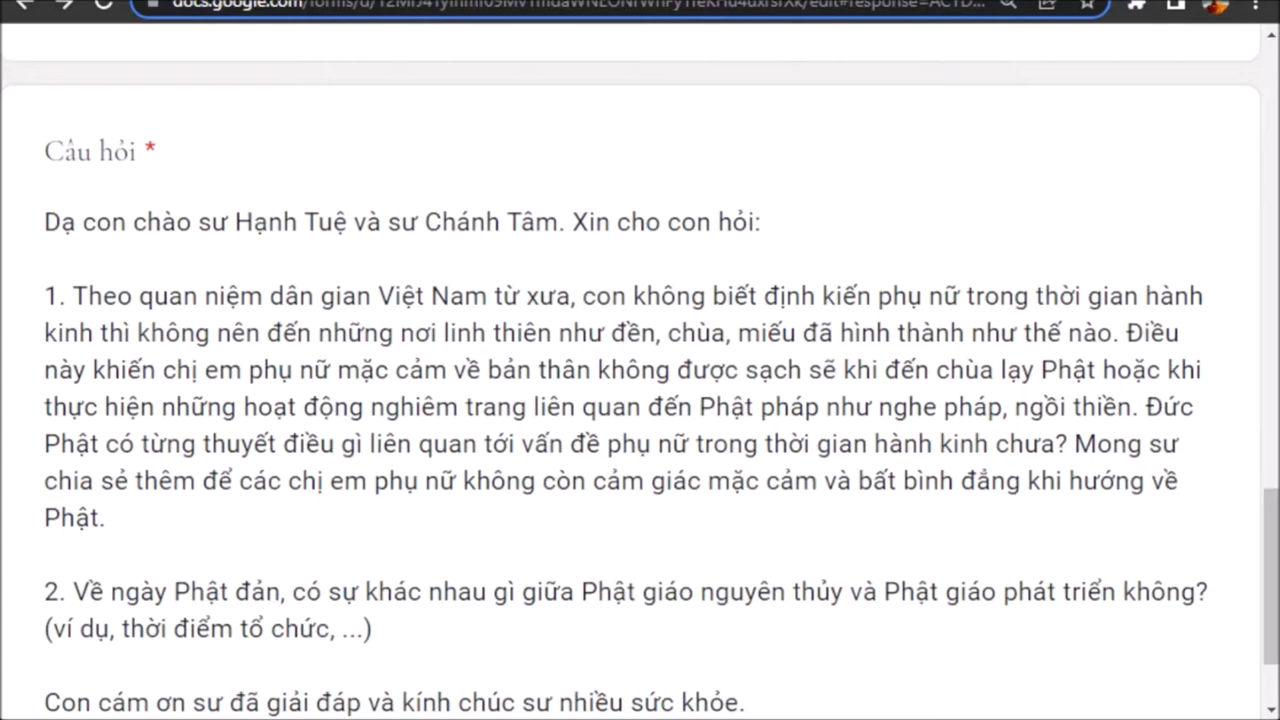 Câu hỏi *
Dạ con chào sư Hạnh Tuệ và sư Chánh Tâm. Xin cho con hỏi:
1. Theo quan niệm dân gian Việt Nam từ xưa, con không biết định kiến phụ nữ trong thời gian hành
kinh thì không nên đến những nơi linh thiên như đền, chùa, miếu đã hình thành như thế nào. Điều
này khiến chị em phụ nữ mặc cảm về bản thân không được sạch sẽ khi đến chùa lạy Phật hoặc khi
thực hiện những hoạt động nghiêm trang liên quan đến Phật pháp như nghe pháp, ngồi thiền. Đức
Phật có từng thuyết điều gì liên quan tới vấn đề phụ nữ trong thời gian hành kinh chưa? Mong sư
chia sẻ thêm để các chị em phụ nữ không còn cảm giác mặc cảm và bất bình đẳng khi hướng về
Phật.
2. Về ngày Phật đản, có sự khác nhau gì giữa Phật giáo nguyên thủy và Phật giáo phát triển không?
(ví dụ, thời điểm tổ chức, ...)
Con cám ơn sư đã giải đáp và kính chúc sư nhiều sức khỏe.